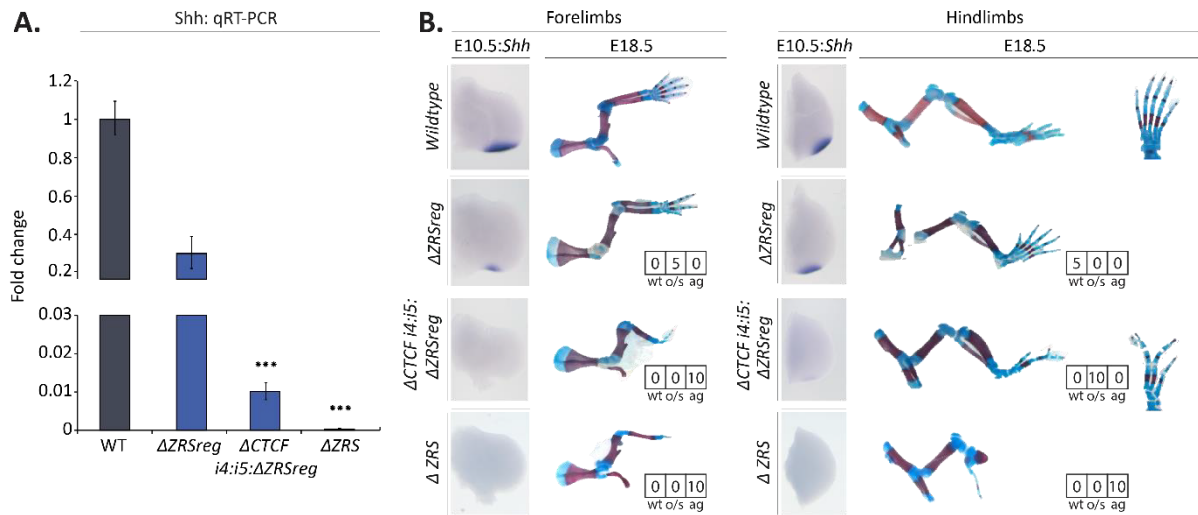 A.
Shh: qRT-PCR
Fold change
1.2
1
0.8
0.6
0.4
0.2
0.03
0.02
0.01
0
***
***
WT
ΔZRSreg
ΔCTCF
i4:i5:ΔZRSreg
ΔZRS
B.
Forelimbs
Hindlimbs
E10.5:Shh
E18.5
E10.5:Shh
E18.5
Wildtype
Wildtype
ΔZRSreg
0 5 0
wt o/s ag
ΔZRSreg
5 0 0
wt o/s ag
ΔCTCF i4:i5:
ΔZRSreg
0 0 10
wt o/s ag
ΔCTCF i4:i5:
ΔZRSreg
0 10 0
wt o/s ag
Δ ZRS
0 0 10
wt o/s ag
Δ ZRS
0 0 10
wt o/s ag